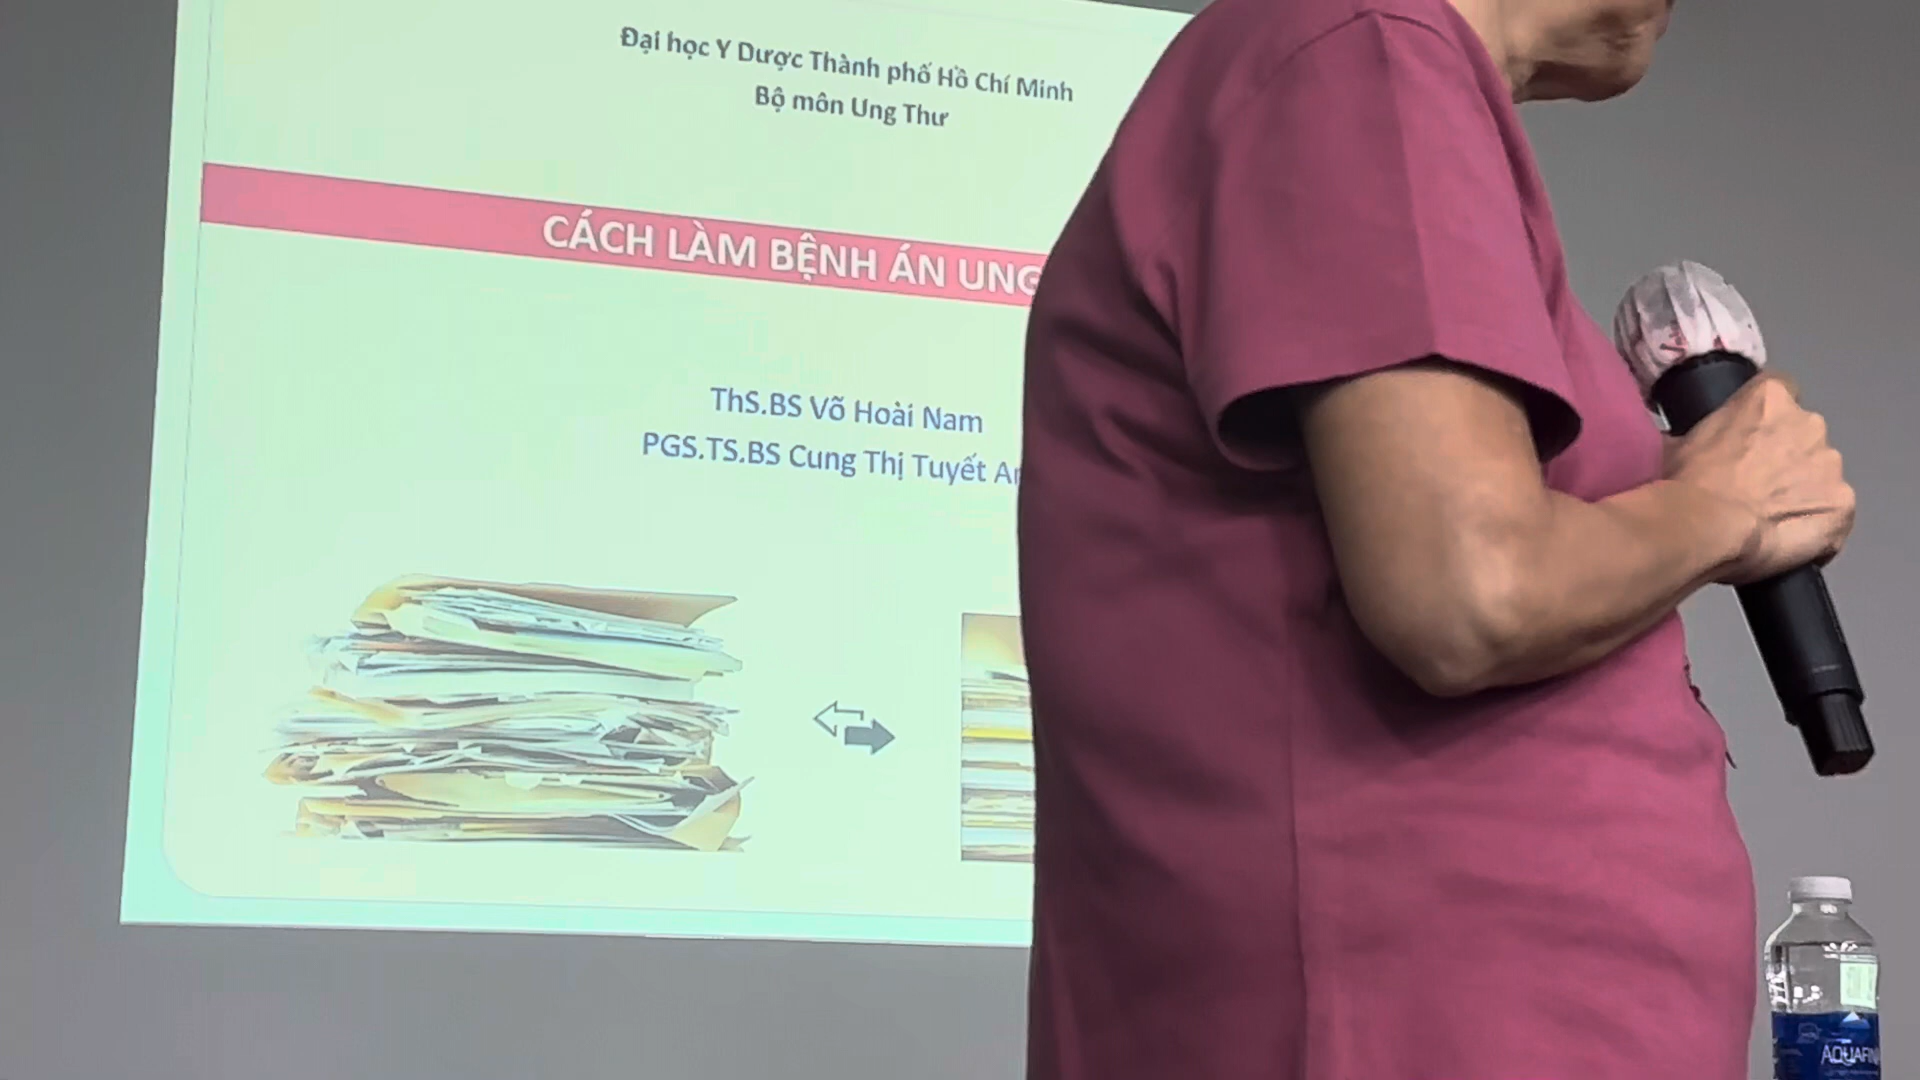 Đại học Y Dược Thành phố Hồ Chí Minh
Bộ môn Ung Thư
CÁCH LÀM BỆNH ÁN UNG
ThS.BS Võ Hoài Nam
PGS.TS.BS Cung Thị Tuyết
AQUAFIN